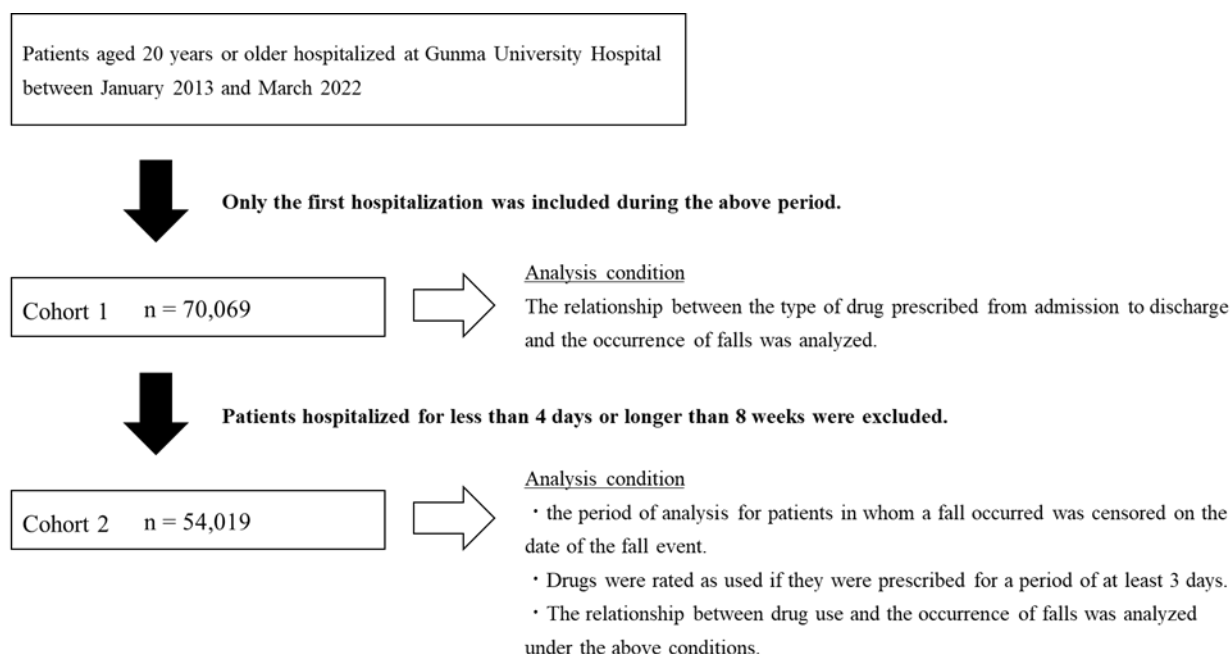 Patients aged 20 years or older hospitalized at Gunma University Hospital
between January 2013 and March 2022
Only the first hospitalization was included during the above period.
Cohort 1 n = 70,069
Analysis condition
The relationship between the type of drug prescribed from admission to discharge
and the occurrence of falls was analyzed.
Patients hospitalized for less than 4 days or longer than 8 weeks were excluded.
Cohort 2 n = 54,019
Analysis condition
・the period of analysis for patients in whom a fall occurred was censored on the
date of the fall event.
・Drugs were rated as used if they were prescribed for a period of at least 3 days.
・The relationship between drug use and the occurrence of falls was analyzed
under the above conditions.